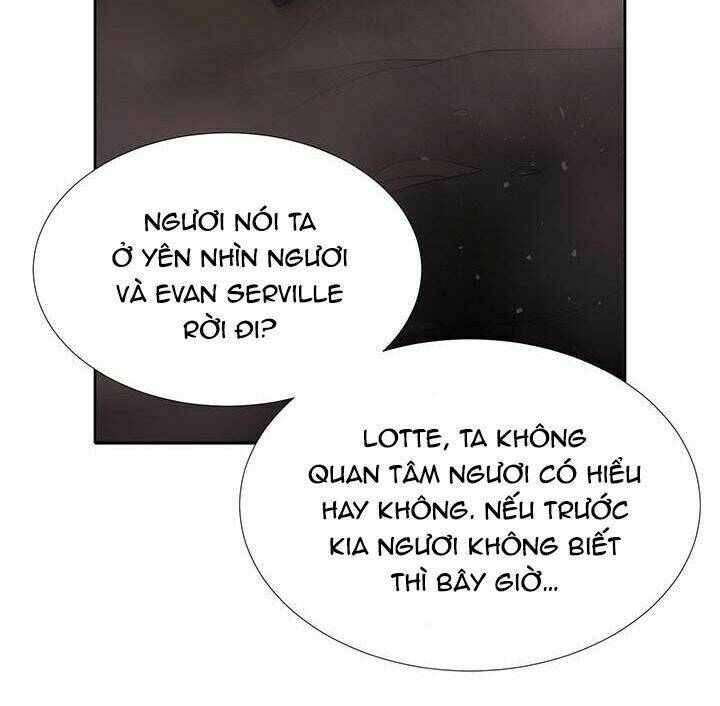 NGƯƠI NÓI TA
Ở YÊN NHÌN NGƯƠI
VÀ EVAN SERVILLE
RỜI ĐI?
LOTTE, TA KHÔNG
QUAN TÂM NGƯƠI CÓ HIỂU
HAY KHÔNG. NẾU TRƯỚC
KIA NGƯƠI KHÔNG BIẾT
THÌ BÂY GIỜ...